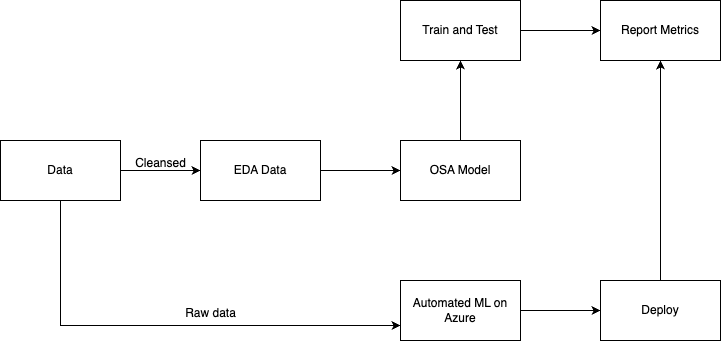 Train and Test
Report Metrics
Data
Cleansed
EDA Data
OSA Model
Raw data
Automated ML on
Azure
Deploy